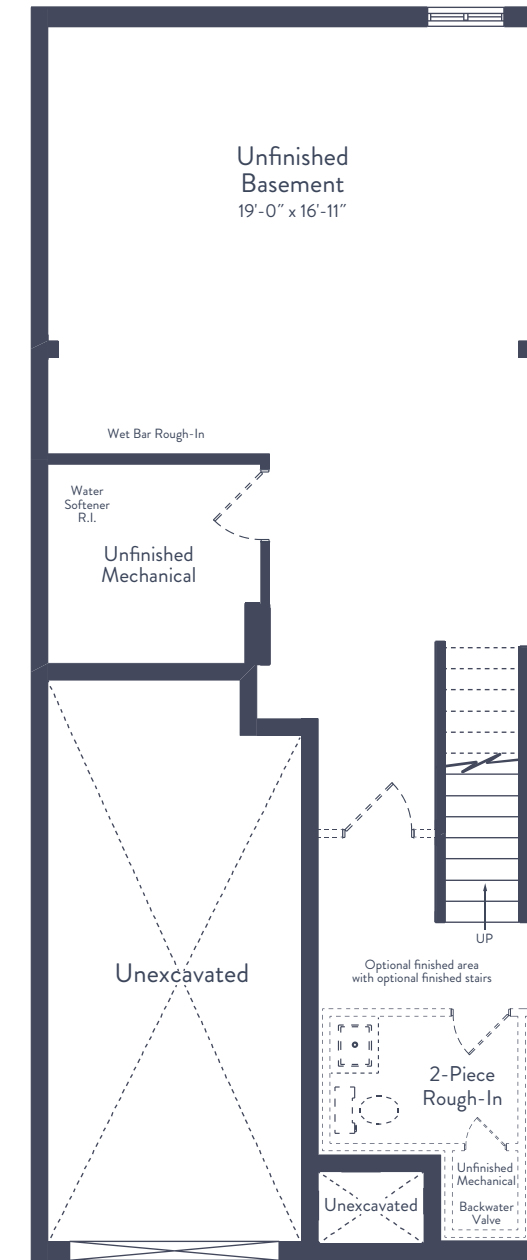 Unfinished
Basement
19'-0˝ x 16'-11˝
Wet Bar Rough-In
Water
Softener
R.I.
Unfinished
Mechanical
UP
Optional finished area
with optional finished stairs
Unexcavated
2-Piece
Rough-In
Unfinished
Mechanical
Backwater
Valve
Unexcavated